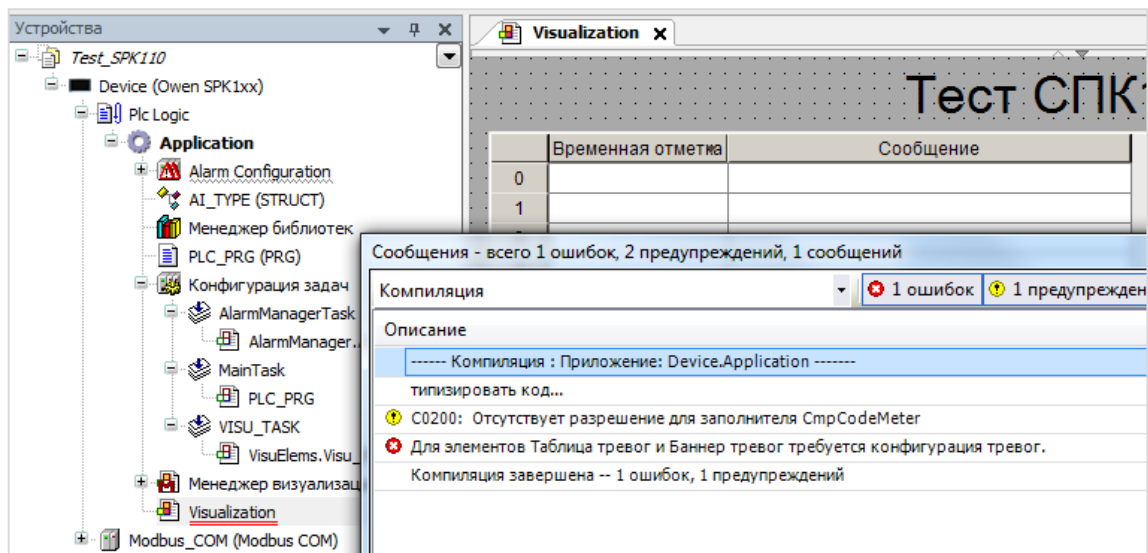 Устройства
Test_SPK110
Device (Owen SPK1xx)
Plc Logic
Application
Alarm Configuration
AI_TYPE (STRUCT)
Менеджер библиотек
PLC_PRG (PRG)
Конфигурация задач
AlarmManagerTask
AlarmManager.
MainTask
PLC_PRG
VISU_TASK
VisuElems.Visu_
Менеджер визуализац
Visualization
Modbus_COM (Modbus COM)
Visualization
Тест СПК
Временная отметка Сообщение
0
1
Сообщения - всего 1 ошибок, 2 предупреждений, 1 сообщений
Компиляция 1 ошибок 1 предупрежден
Описание
------ Компиляция : Приложение: Device.Application -------
типизировать код...
C0200: Отсутствует разрешение для заполнителя CmpCodeMeter
Для элементов Таблица тревог и Баннер тревог требуется конфигурация тревог.
Компиляция завершена -- 1 ошибок, 1 предупреждений